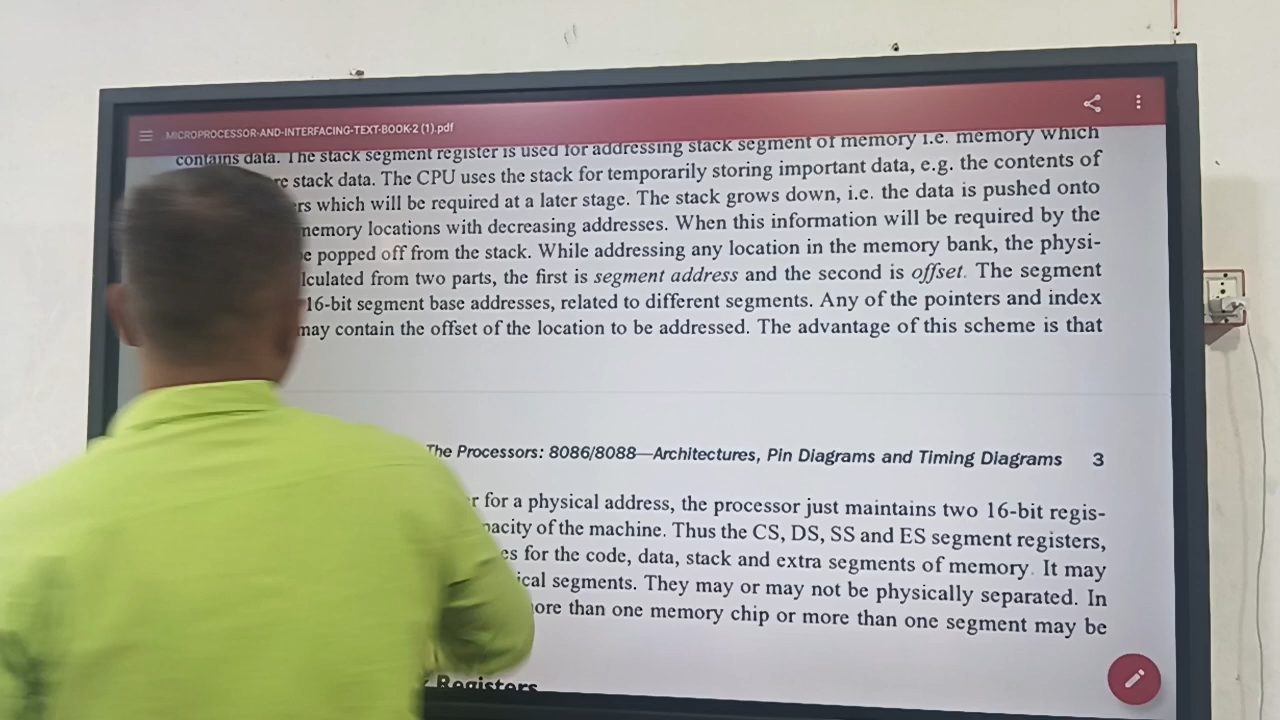 MICROPROCESSOR-AND-INTERFACING-TEXT-BOOK-2 (1).pdf
contains data. The stack segment register is used for addressing stack segment of memory i.e. memory which
stack data. The CPU uses the stack for temporarily storing important data, e.g. the contents of
which will be required at a later stage. The stack grows down, i.e. the data is pushed onto
memory locations with decreasing addresses. When this information will be required by the
popped off from the stack. While addressing any location in the memory bank, the physi-
lculated from two parts, the first is segment address and the second is offset. The segment
16-bit segment base addresses, related to different segments. Any of the pointers and index
may contain the offset of the location to be addressed. The advantage of this scheme is that
The Processors: 8086/8088—Architectures, Pin Diagrams and Timing Diagrams 3
for a physical address, the processor just maintains two 16-bit regis-
pacity of the machine. Thus the CS, DS, SS and ES segment registers,
es for the code, data, stack and extra segments of memory. It may
ical segments. They may or may not be physically separated. In
ore than one memory chip or more than one segment may be
Registers